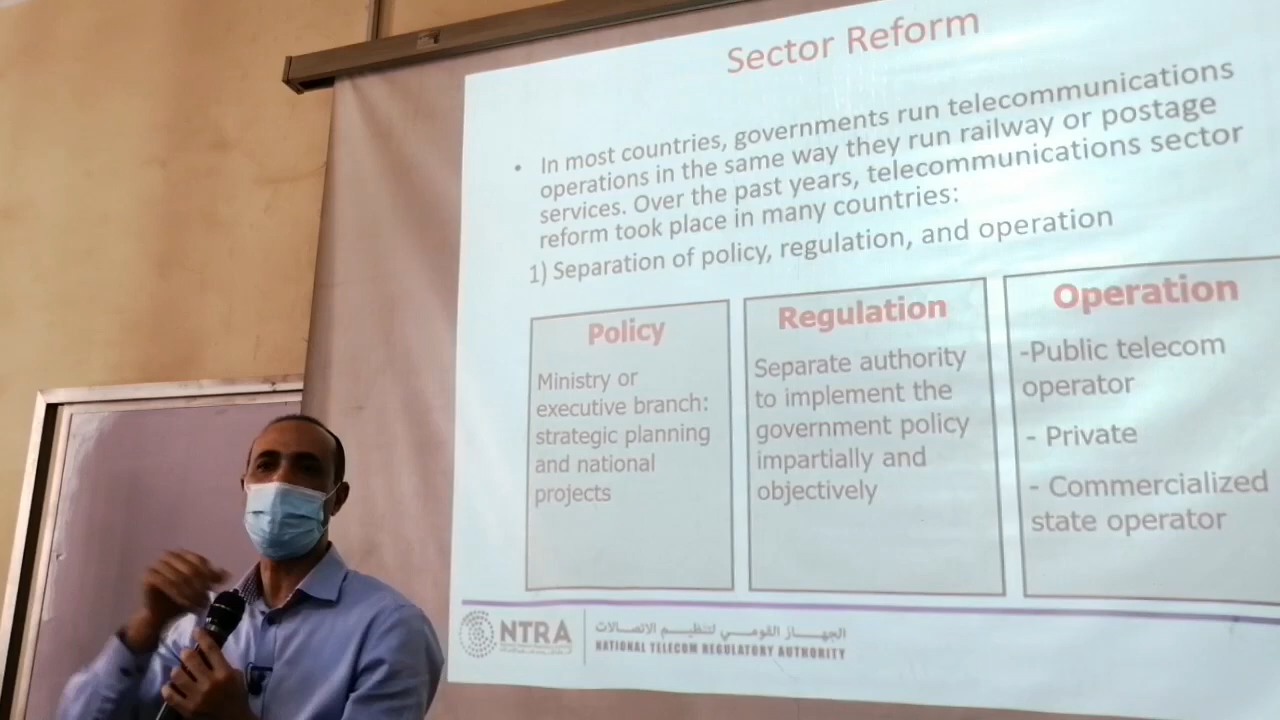 Sector Reform
• In most countries, governments run telecommunications
operations in the same way they run railway or postage
services. Over the past years, telecommunications sector
reform took place in many countries:
1) Separation of policy, regulation, and operation
Policy
Ministry or
executive branch:
strategic planning
and national
projects
Regulation
Separate authority
to implement the
government policy
impartially and
objectively
Operation
-Public telecom
operator
- Private
- Commercialized
state operator
NTRA
الجهاز القومي لتنظيم الاتصالات
NATIONAL TELECOM REGULATORY AUTHORITY